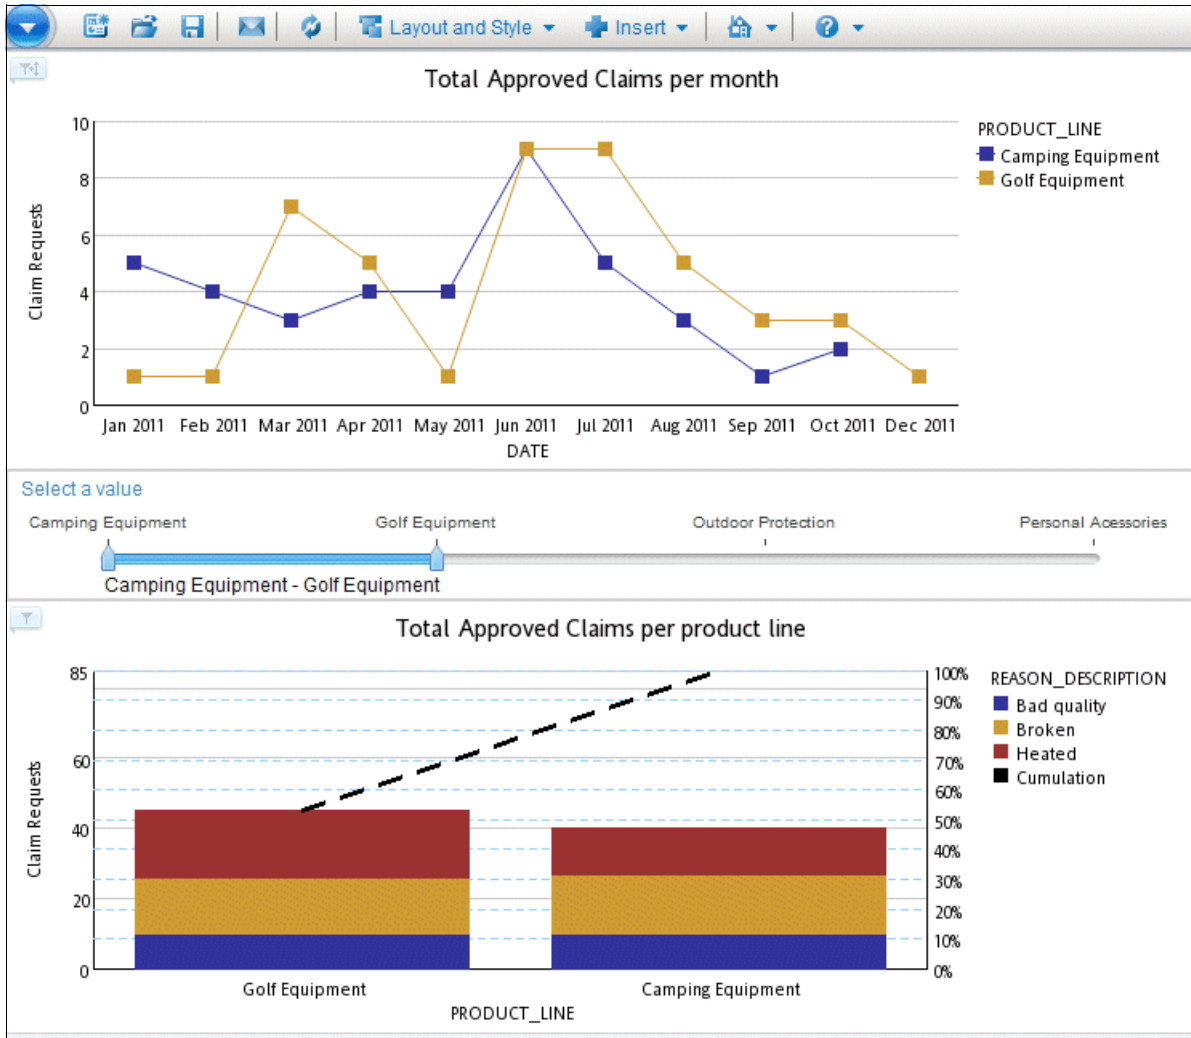 Layout and Style Insert
Total Approved Claims per month
10
8
6
4
2
0
Claim Requests
Jan 2011 Feb 2011 Mar 2011 Apr 2011 May 2011 Jun 2011 Jul 2011 Aug 2011 Sep 2011 Oct 2011 Dec 2011
DATE
PRODUCT_LINE
Camping Equipment
Golf Equipment
Select a value
Camping Equipment Golf Equipment Outdoor Protection Personal Acessories
Camping Equipment - Golf Equipment
Total Approved Claims per product line
85
60
40
20
0
Claim Requests
100%
90%
80%
70%
60%
50%
40%
30%
20%
10%
0%
Golf Equipment Camping Equipment
PRODUCT_LINE
REASON_DESCRIPTION
Bad quality
Broken
Heated
Cumulation